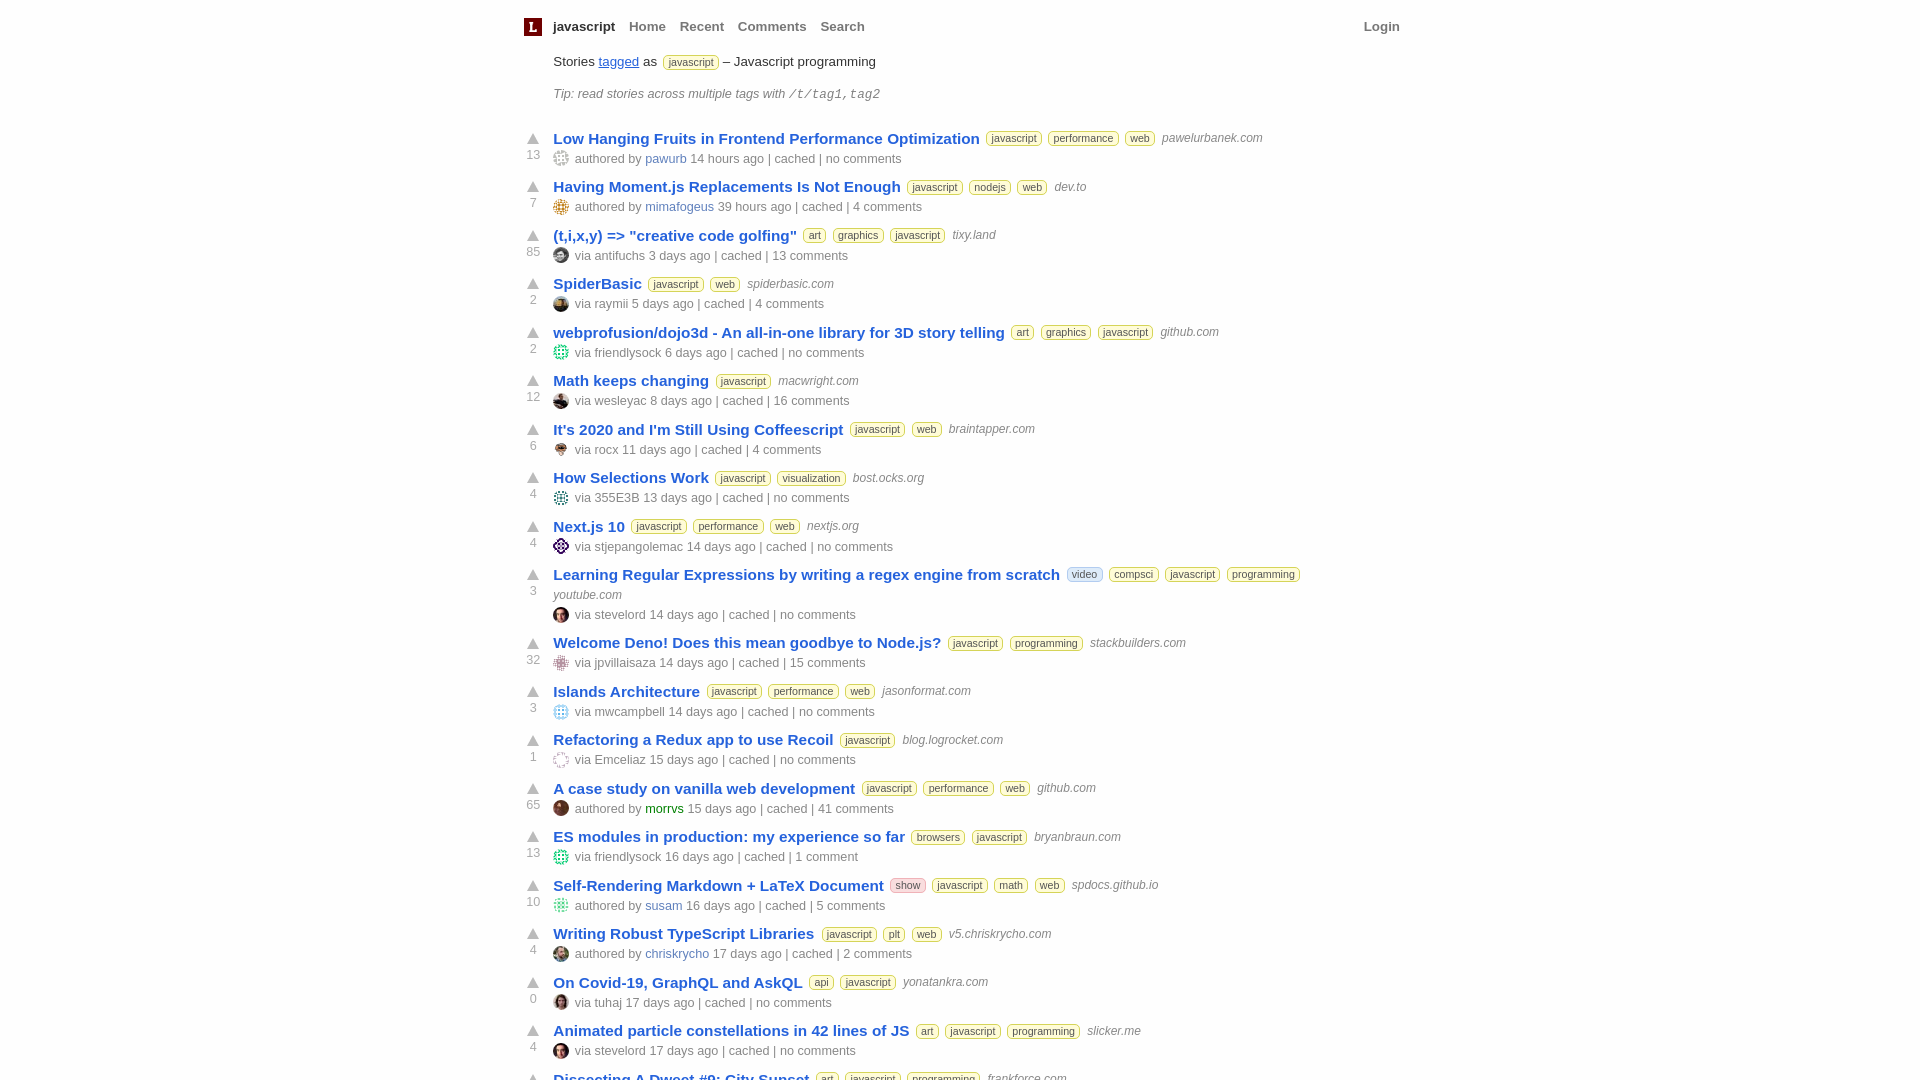 L javascript Home Recent Comments Search Login
Stories tagged as javascript – Javascript programming
Tip: read stories across multiple tags with /t/tag1,tag2
Low Hanging Fruits in Frontend Performance Optimization javascript performance web pawelurbanek.com
13 authored by pawurb 14 hours ago | cached | no comments
Having Moment.js Replacements Is Not Enough javascript nodejs web dev.to
7 authored by mimafogeus 39 hours ago | cached | 4 comments
(t,i,x,y) => "creative code golfing" art graphics javascript tixy.land
85 via antifuchs 3 days ago | cached | 13 comments
SpiderBasic javascript web spiderbasic.com
2 via raymii 5 days ago | cached | 4 comments
webprofusion/dojo3d - An all-in-one library for 3D story telling art graphics javascript github.com
2 via friendlysock 6 days ago | cached | no comments
Math keeps changing javascript macwright.com
12 via wesleyac 8 days ago | cached | 16 comments
It's 2020 and I'm Still Using Coffeescript javascript web braintapper.com
6 via rocx 11 days ago | cached | 4 comments
How Selections Work javascript visualization bost.ocks.org
4 via 355E3B 13 days ago | cached | no comments
Next.js 10 javascript performance web nextjs.org
4 via stjepangolemac 14 days ago | cached | no comments
Learning Regular Expressions by writing a regex engine from scratch video compsci javascript programming
3 youtube.com
via stevelord 14 days ago | cached | no comments
Welcome Deno! Does this mean goodbye to Node.js? javascript programming stackbuilders.com
32 via jpvillaisaza 14 days ago | cached | 15 comments
Islands Architecture javascript performance web jasonformat.com
3 via mwcampbell 14 days ago | cached | no comments
Refactoring a Redux app to use Recoil javascript blog.logrocket.com
1 via Emceliaz 15 days ago | cached | no comments
A case study on vanilla web development javascript performance web github.com
65 authored by morrvs 15 days ago | cached | 41 comments
ES modules in production: my experience so far browsers javascript bryanbraun.com
13 via friendlysock 16 days ago | cached | 1 comment
Self-Rendering Markdown + LaTeX Document show javascript math web spdocs.github.io
10 authored by susam 16 days ago | cached | 5 comments
Writing Robust TypeScript Libraries javascript plt web v5.chriskrycho.com
4 authored by chriskrycho 17 days ago | cached | 2 comments
On Covid-19, GraphQL and AskQL api javascript yonatankra.com
0 via tuhaj 17 days ago | cached | no comments
Animated particle constellations in 42 lines of JS art javascript programming slicker.me
4 via stevelord 17 days ago | cached | no comments
Dissecting A Dweet #9: City Sunset art javascript programming frankforce.com